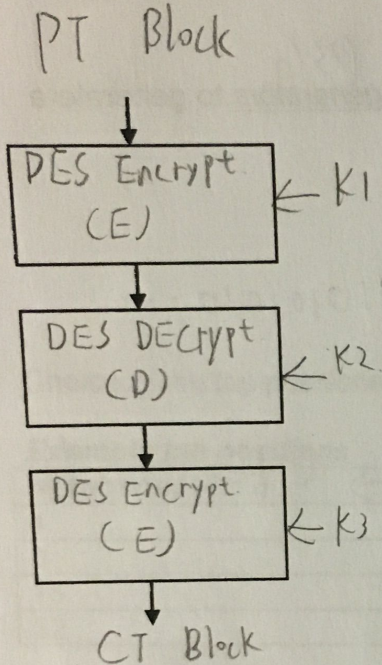 PT Block
DES Encrypt
(E)
K1
DES DECrypt
(D)
K2
DES Encrypt
(E)
K3
CT Block